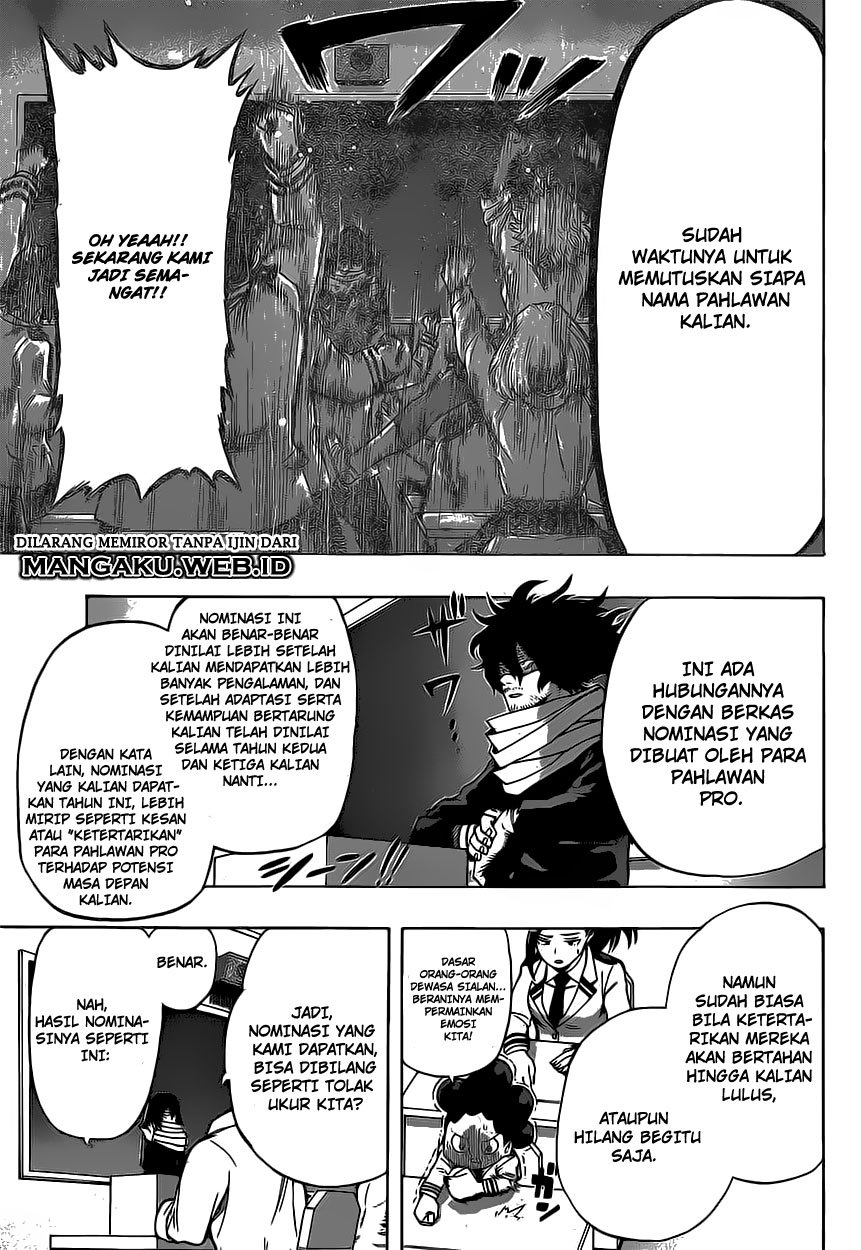 ワ
ッ
SUDAH
WAKTUNYA UNTUK
MEMUTUSKAN SIAPA
NAMA PAHLAWAN
KALIAN.
OH YEAAH!!
SEKARANG KAMI
JADI SEMA-
NGAT!!
DILARANG MEMIROR TANPA IJIN DARI
MANGAKU.WEB.ID
INI ADA
HUBUNGANNYA
DENGAN BERKAS
NOMINASI YANG
DIBUAT OLEH PARA
PAHLAWAN
PRO.
NOMINASI INI
AKAN BENAR-BENAR
DINILAI LEBIH SETELAH
KALIAN MENDAPATKAN LEBIH
BANYAK PENGALAMAN, DAN
SETELAH ADAPTASI SERTA
KEMAMPUAN BERTARUNG
KALIAN TELAH DINILAI
SELAMA TAHUN KEDUA
DAN KETIGA KALIAN
NANTI...
DENGAN KATA
LAIN, NOMINASI
YANG KALIAN DAPAT-
KAN TAHUN INI, LEBIH
MIRIP SEPERTI KESAN
ATAU "KETERTARIKAN"
PARA PAHLAWAN PRO
TERHADAP POTENSI
MASA DEPAN
KALIAN.
NAMUN
SUDAH BIASA
BILA KETERTA-
RIKAN MEREKA
AKAN BERTAHAN
HINGGA KALIAN
LULUS,
ATAUPUN
HILANG BEGITU
SAJA.
DASAR
ORANG-ORANG
DEWASA SIALAN...
BERANINYA MEM-
PERMAINKAN
EMOSI
KITA!
ガン
JADI,
NOMINASI YANG
KAMI DAPATKAN,
BISA DIBILANG
SEPERTI TOLAK
UKUR KITA?
BENAR.
NAH,
HASIL NOMINA-
SINYA SEPERTI
INI: